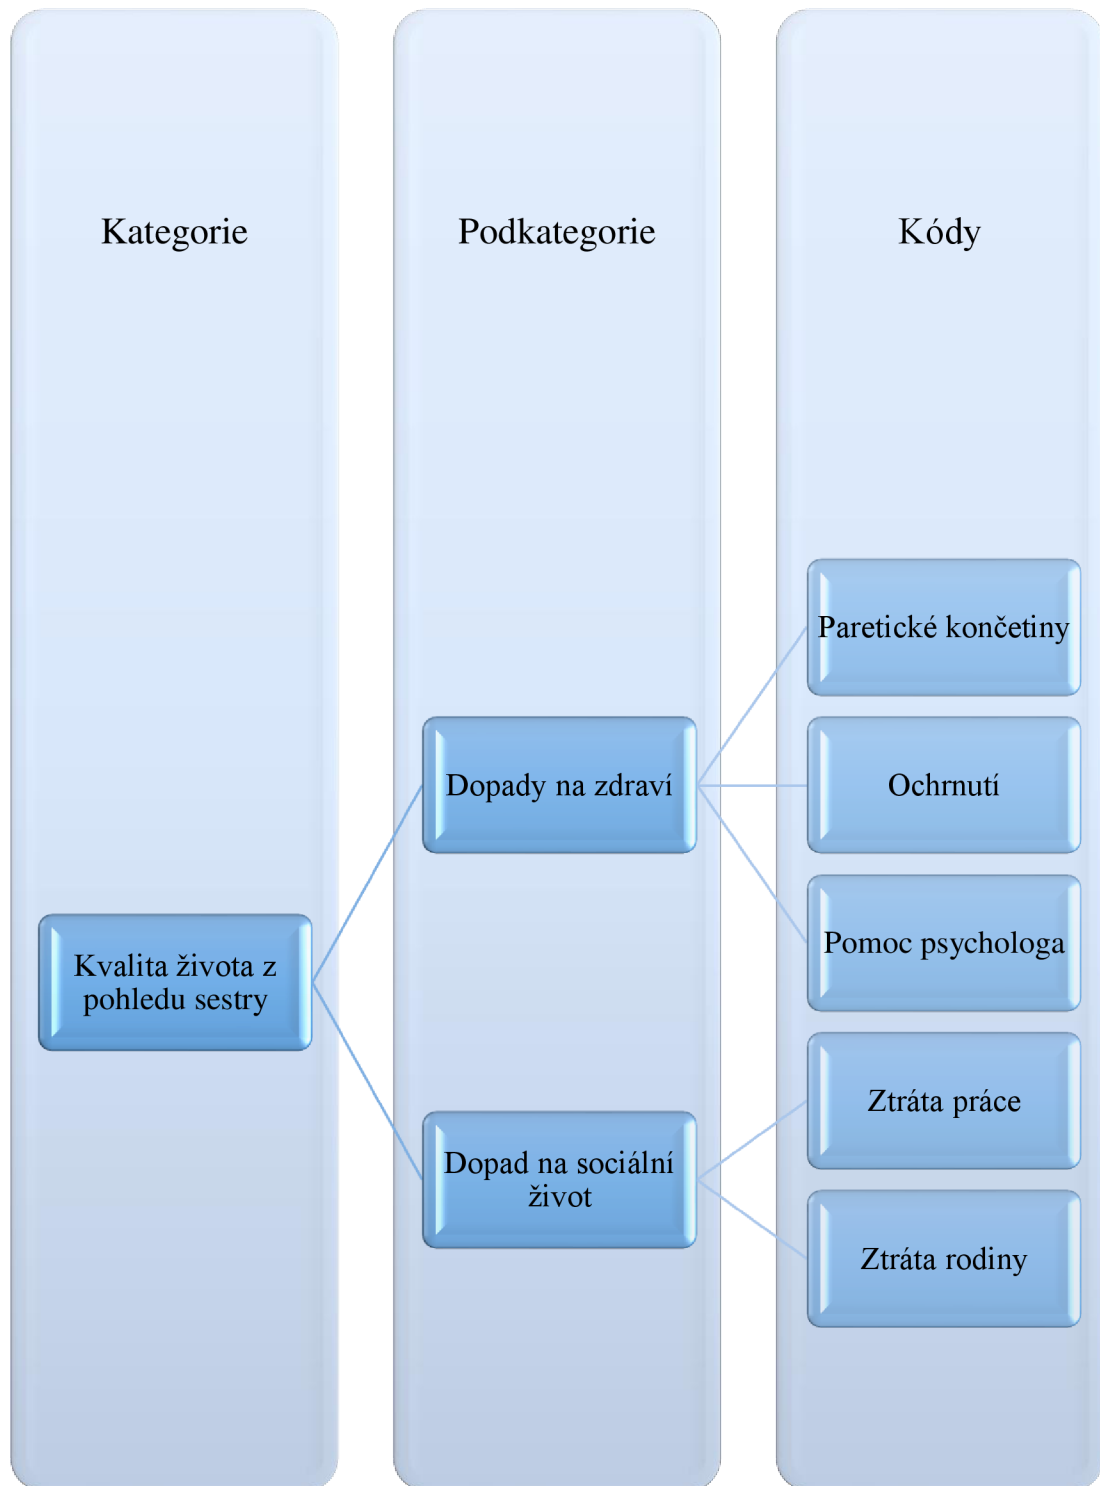 Kategorie
Podkategorie
Kódy
Kvalita života z
pohledu sestry
Dopady na zdraví
Dopad na sociální
život
Paretické končetiny
Ochrnutí
Pomoc psychologa
Ztráta práce
Ztráta rodiny